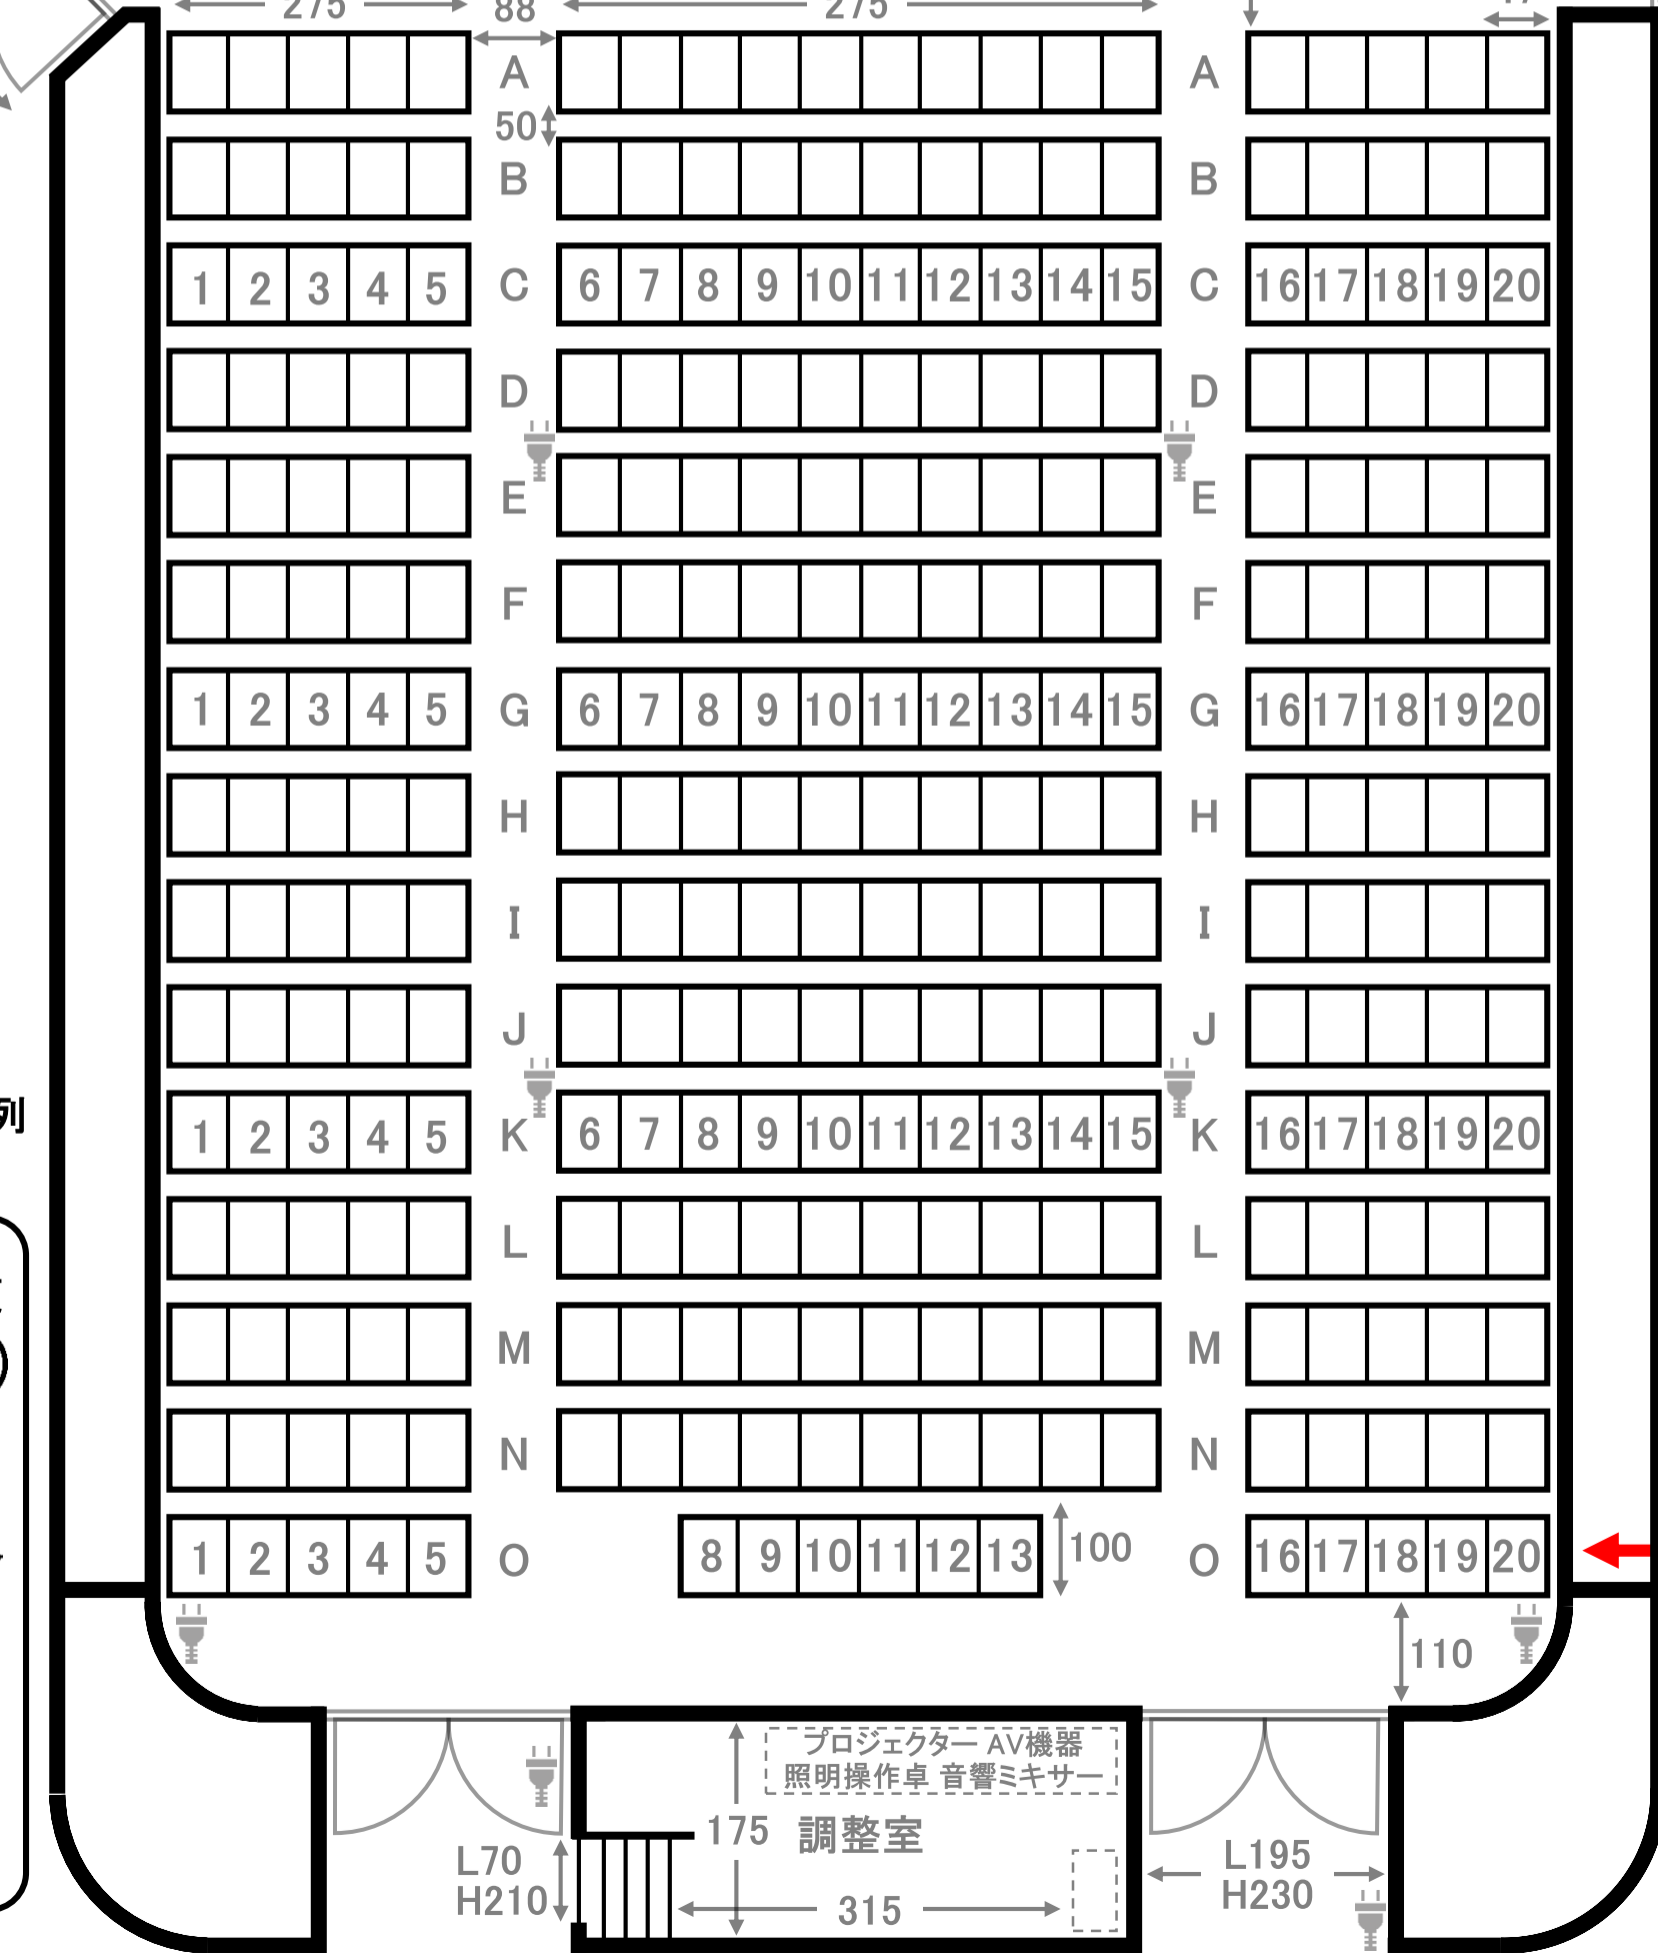 275 88 275
A A
50
B B
1 2 3 4 5 C 6 7 8 9 10 11 12 13 14 15 C 16 17 18 19 20
D D
E E
F F
1 2 3 4 5 G 6 7 8 9 10 11 12 13 14 15 G 16 17 18 19 20
H H
I I
J J
列
1 2 3 4 5 K 6 7 8 9 10 11 12 13 14 15 K 16 17 18 19 20
L L
M M
N N
1 2 3 4 5 O 8 9 10 11 12 13 100 O 16 17 18 19 20
110
プロジェクター AV機器
照明操作卓 音響ミキサー
175 調整室
L70
H210
315
L195
H230